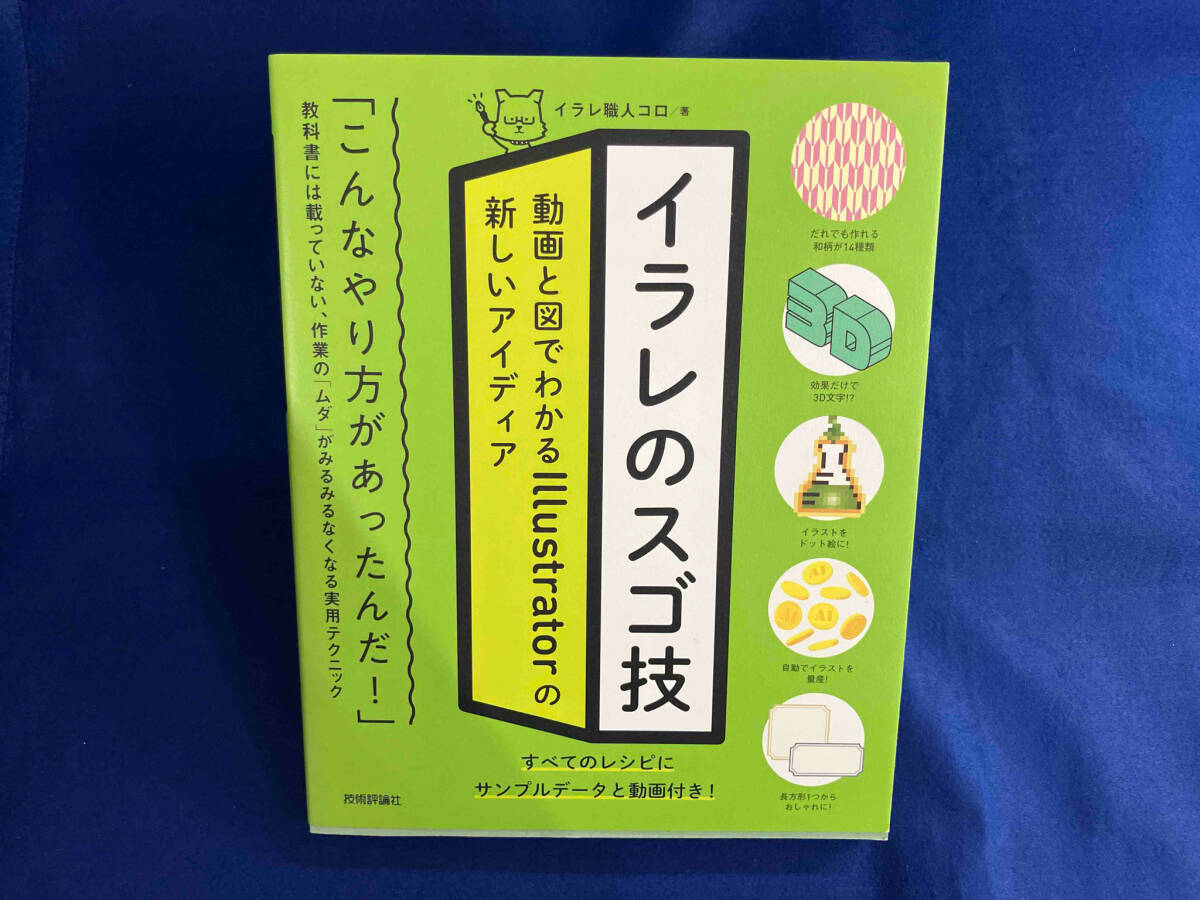 イラレ職人コロ/著
イラレのスゴ技
動画と図でわかるIllustratorの
新しいアイディア
「こんなやり方があったんだ!」
教科書には載っていない、作業の「ムダ」がみるみるなくなる実用テクニック
だれでも作れる
和柄が14種類
3D
効果だけで
3D文字!?
イラストを
ドット絵に!
AI
AI
AI
自動でイラストを
量産!
長方形1つから
おしゃれに!
すべてのレシピに
サンプルデータと動画付き!
技術評論社